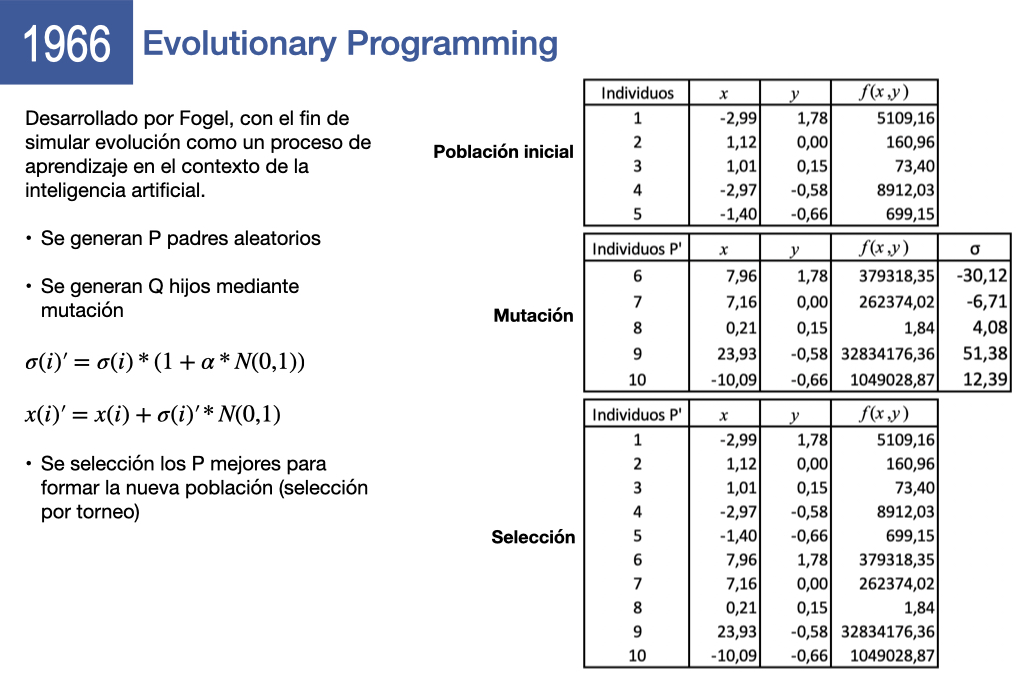 1966 Evolutionary Programming
Desarrollado por Fogel, con el fin de
simular evolución como un proceso de
aprendizaje en el contexto de la
inteligencia artificial.
• Se generan P padres aleatorios
• Se generan Q hijos mediante
mutación
σ(i)′ = σ(i) * (1 + α * N(0,1))
x(i)′ = x(i) + σ(i)′ * N(0,1)
• Se selección los P mejores para
formar la nueva población (selección
por torneo)
Población inicial
Individuos x y f(x,y)
1 -2,99 1,78 5109,16
2 1,12 0,00 160,96
3 1,01 0,15 73,40
4 -2,97 -0,58 8912,03
5 -1,40 -0,66 699,15
Mutación
Individuos P' x y f(x,y) σ
6 7,96 1,78 379318,35 -30,12
7 7,16 0,00 262374,02 -6,71
8 0,21 0,15 1,84 4,08
9 23,93 -0,58 32834176,36 51,38
10 -10,09 -0,66 1049028,87 12,39
Selección
Individuos P' x y f(x,y)
1 -2,99 1,78 5109,16
2 1,12 0,00 160,96
3 1,01 0,15 73,40
4 -2,97 -0,58 8912,03
5 -1,40 -0,66 699,15
6 7,96 1,78 379318,35
7 7,16 0,00 262374,02
8 0,21 0,15 1,84
9 23,93 -0,58 32834176,36
10 -10,09 -0,66 1049028,87